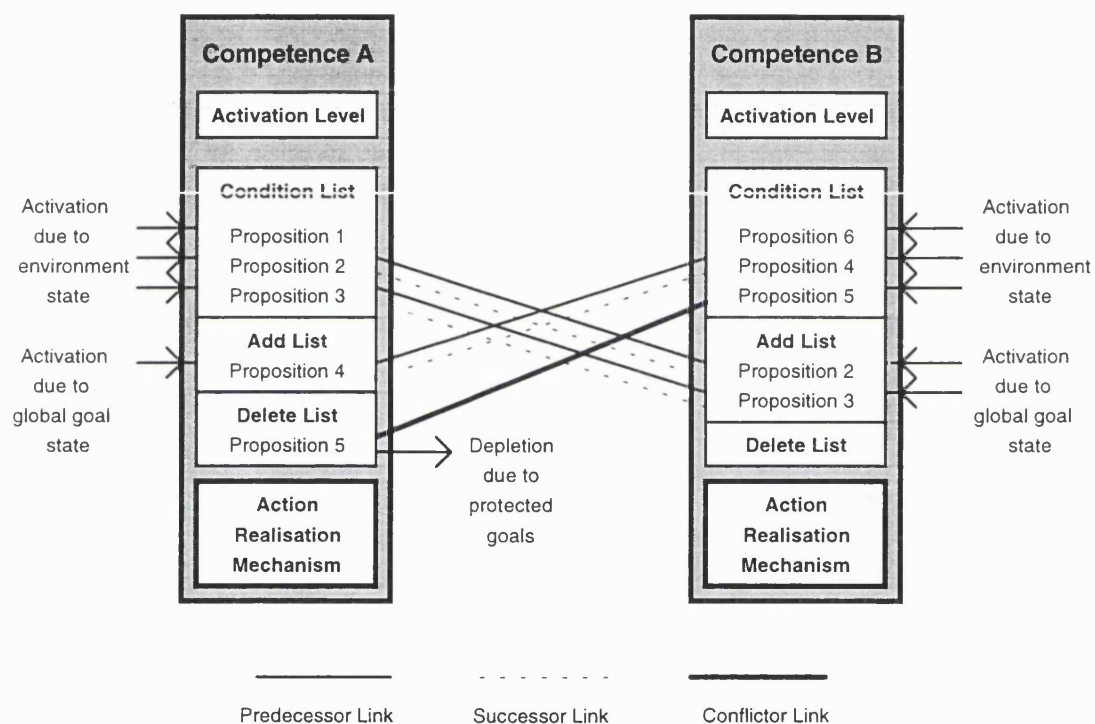 Competence A
Activation Level
Condition List
Proposition 1
Proposition 2
Proposition 3
Add List
Proposition 4
Delete List
Proposition 5
Action
Realisation
Mechanism
Activation
due to
environment
state
Activation
due to
global goal
state
Depletion
due to
protected
goals
Competence B
Activation Level
Condition List
Proposition 6
Proposition 4
Proposition 5
Add List
Proposition 2
Proposition 3
Delete List
Action
Realisation
Mechanism
Activation
due to
environment
state
Activation
due to
global goal
state
Predecessor Link
Successor Link
Conflictor Link